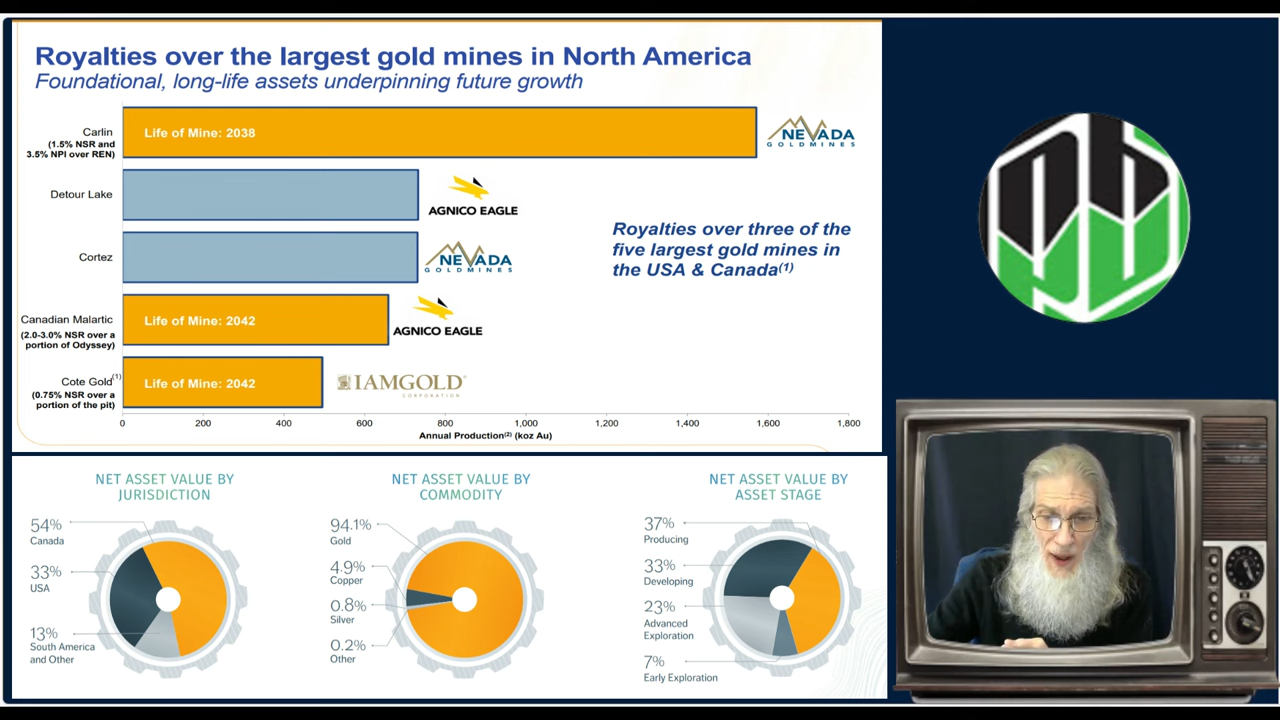 Royalties over the largest gold mines in North America
Foundational, long-life assets underpinning future growth
Carlin
(1.5% NSR and
3.5% NPI over REN)
Life of Mine: 2038
NEVADA
GOLDMINES
Detour Lake
AGNICO EAGLE
Cortez
NEVADA
GOLDMINES
Royalties over three of the
five largest gold mines in
the USA & Canada(1)
Canadian Malartic
(2.0-3.0% NSR over a
portion of Odyssey)
Life of Mine: 2042
AGNICO EAGLE
Cote Gold(1)
(0.75% NSR over a
portion of the pit)
Life of Mine: 2042
IAMGOLD®
CORPORATION
0 200 400 600 800 1,000 1,200 1,400 1,600 1,800
Annual Production(2) (koz Au)
NET ASSET VALUE BY
JURISDICTION
54%
Canada
33%
USA
13%
South America
and Other
NET ASSET VALUE BY
COMMODITY
94.1%
Gold
4.9%
Copper
0.8%
Silver
0.2%
Other
NET ASSET VALUE BY
ASSET STAGE
37%
Producing
33%
Developing
23%
Advanced
Exploration
7%
Early Exploration